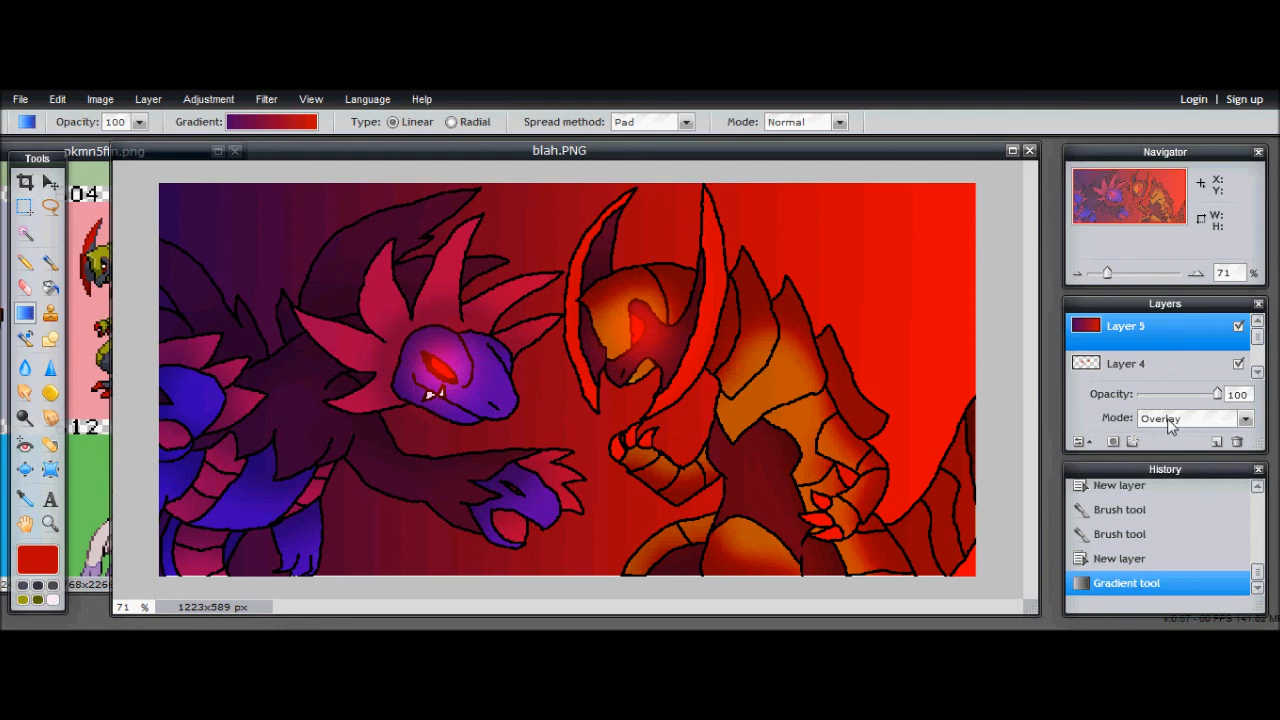 File Edit Image Layer Adjustment Filter View Language Help Login | Sign up
Opacity: 100 Gradient: Type: Linear Radial Spread method: Pad Mode: Normal
pkmn5ftn.png
blah.PNG
Tools
04
12
71 % 1223x589 px
Navigator
X:
Y:
W:
H:
71 %
Layers
Layer 5
Layer 4
Opacity: 100
Mode: Overlay
History
New layer
Brush tool
Brush tool
New layer
Gradient tool